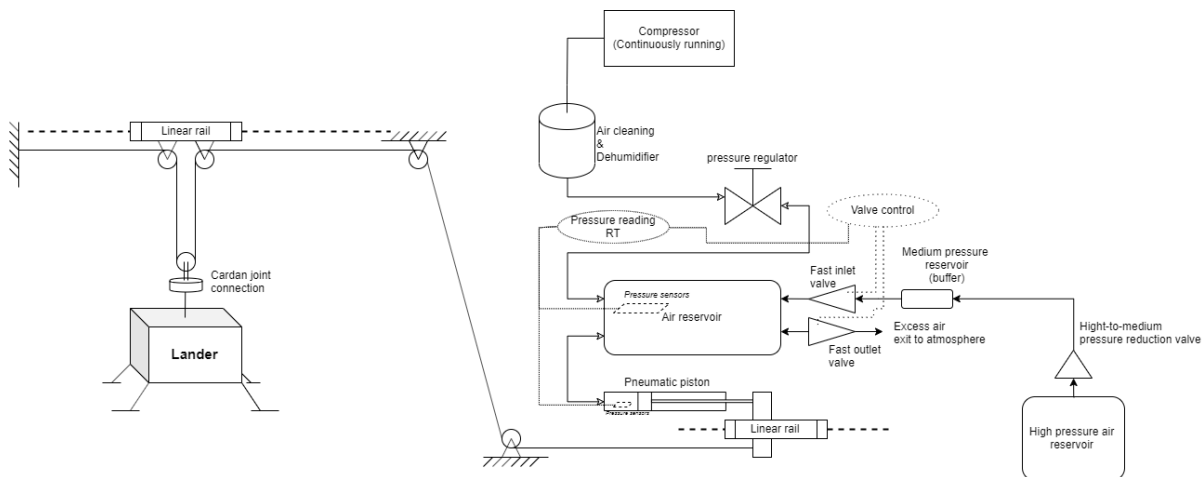 Compressor
(Continuously running)
Linear rail
Air cleaning
&
Dehumidifier
pressure regulator
Pressure reading
RT
Valve control
Cardan joint
connection
Medium pressure
reservoir
(buffer)
Fast inlet
valve
Pressure sensors
Air reservoir
Lander
Excess air
exit to atmosphere
Fast outlet
valve
Hight-to-medium
pressure reduction valve
Pneumatic piston
Pressure sensors
Linear rail
High pressure air
reservoir